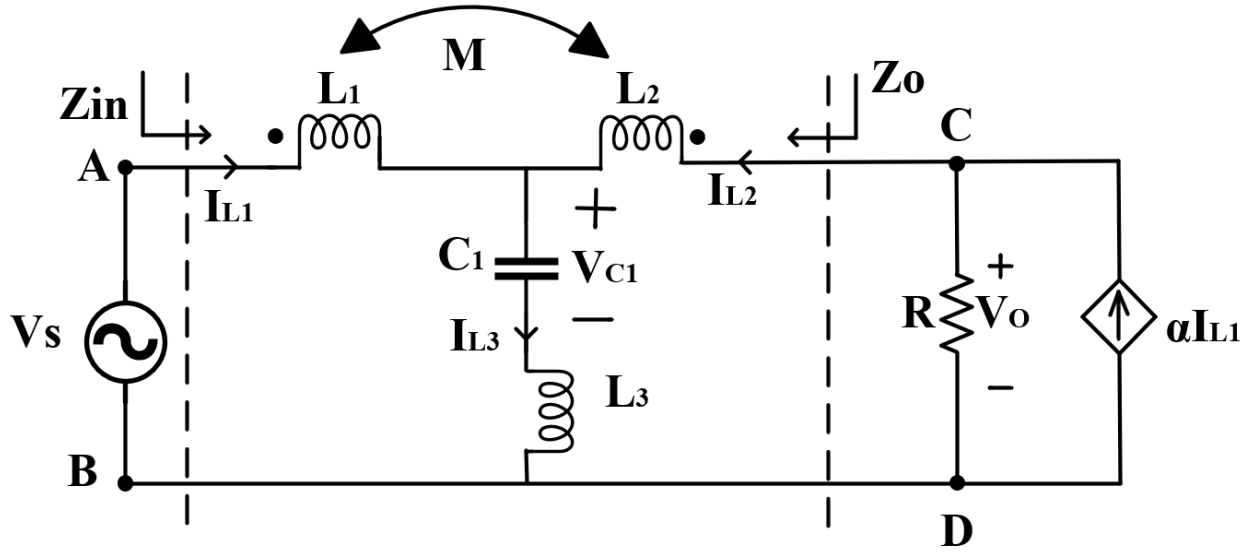 M
Zin
L1
L2
Zo
A
C
IL1
IL2
C1
+
VC1
−
Vs
IL3
R
+
VO
−
αIL1
L3
B
D